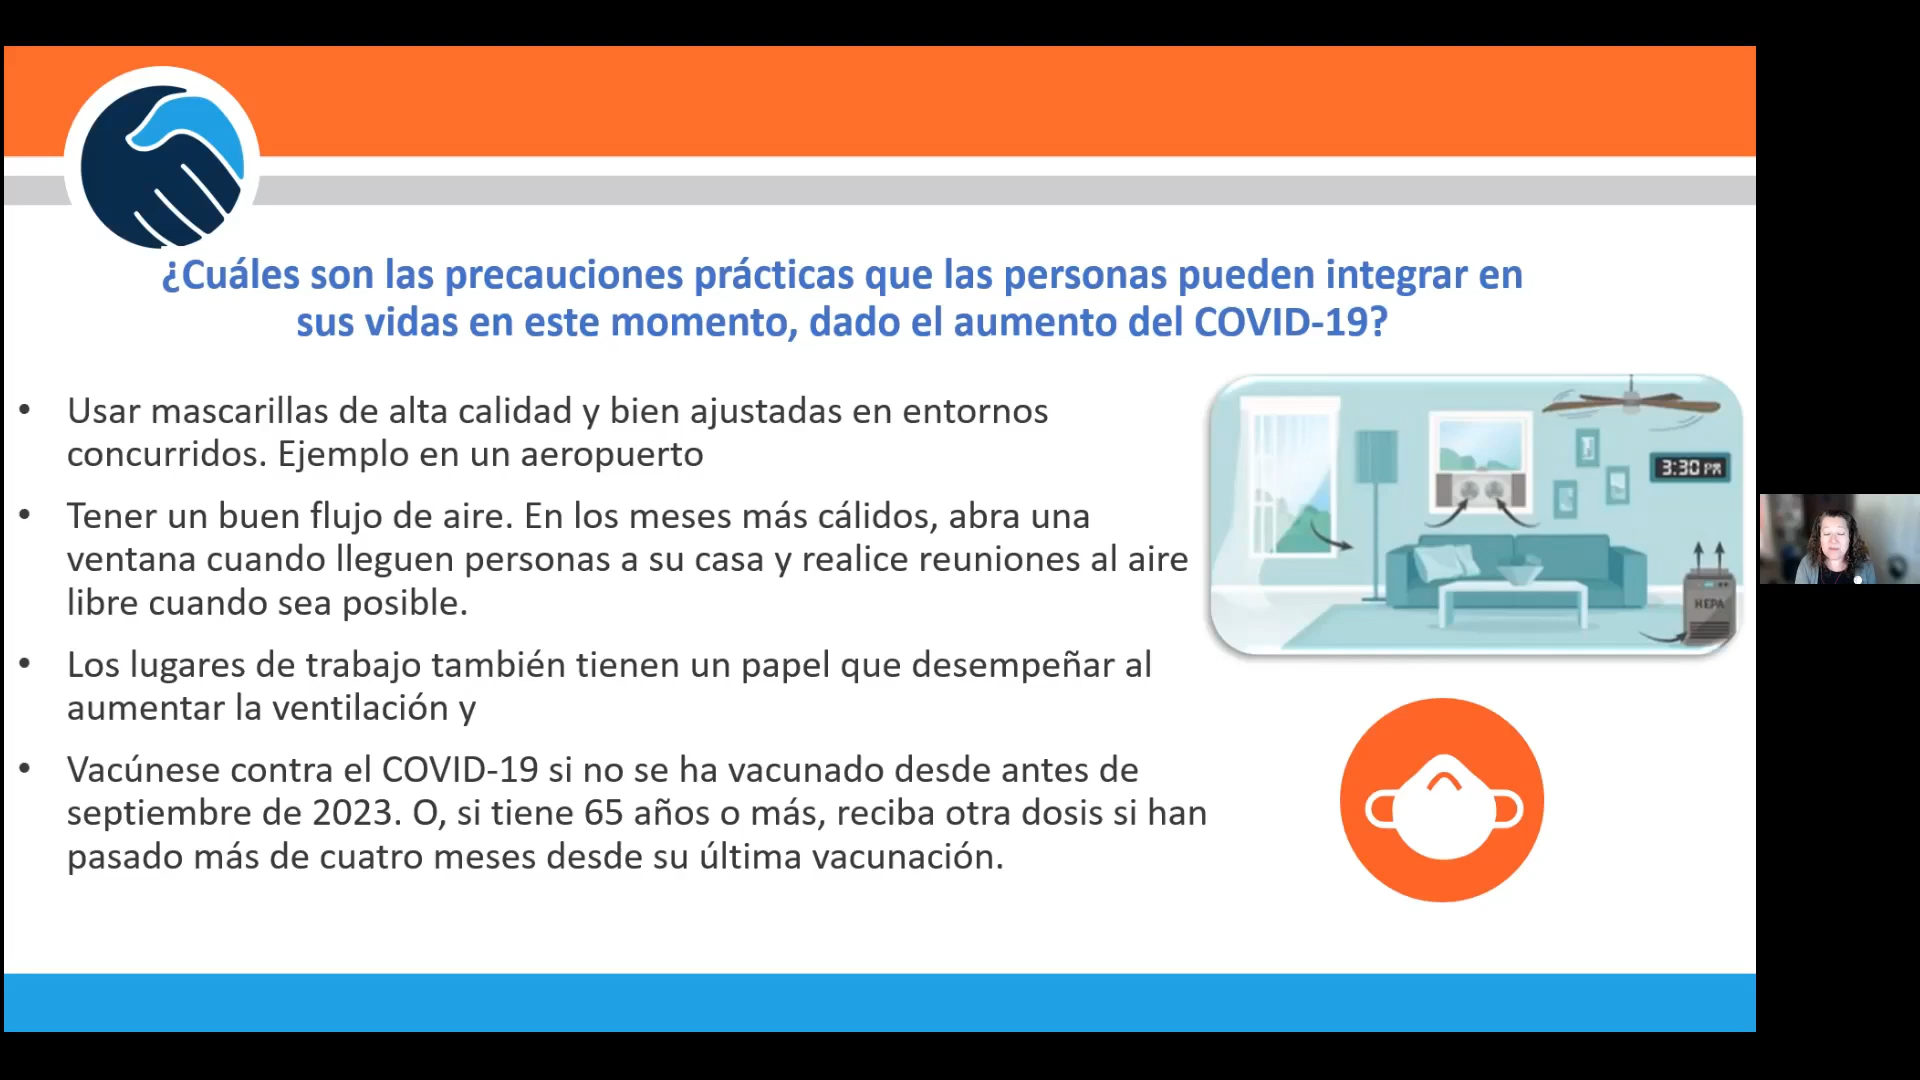 ¿Cuáles son las precauciones prácticas que las personas pueden integrar en
sus vidas en este momento, dado el aumento del COVID-19?
• Usar mascarillas de alta calidad y bien ajustadas en entornos
concurridos. Ejemplo en un aeropuerto
• Tener un buen flujo de aire. En los meses más cálidos, abra una
ventana cuando lleguen personas a su casa y realice reuniones al aire
libre cuando sea posible.
• Los lugares de trabajo también tienen un papel que desempeñar al
aumentar la ventilación y
• Vacúnese contra el COVID-19 si no se ha vacunado desde antes de
septiembre de 2023. O, si tiene 65 años o más, reciba otra dosis si han
pasado más de cuatro meses desde su última vacunación.
3:30 PM
HEPA